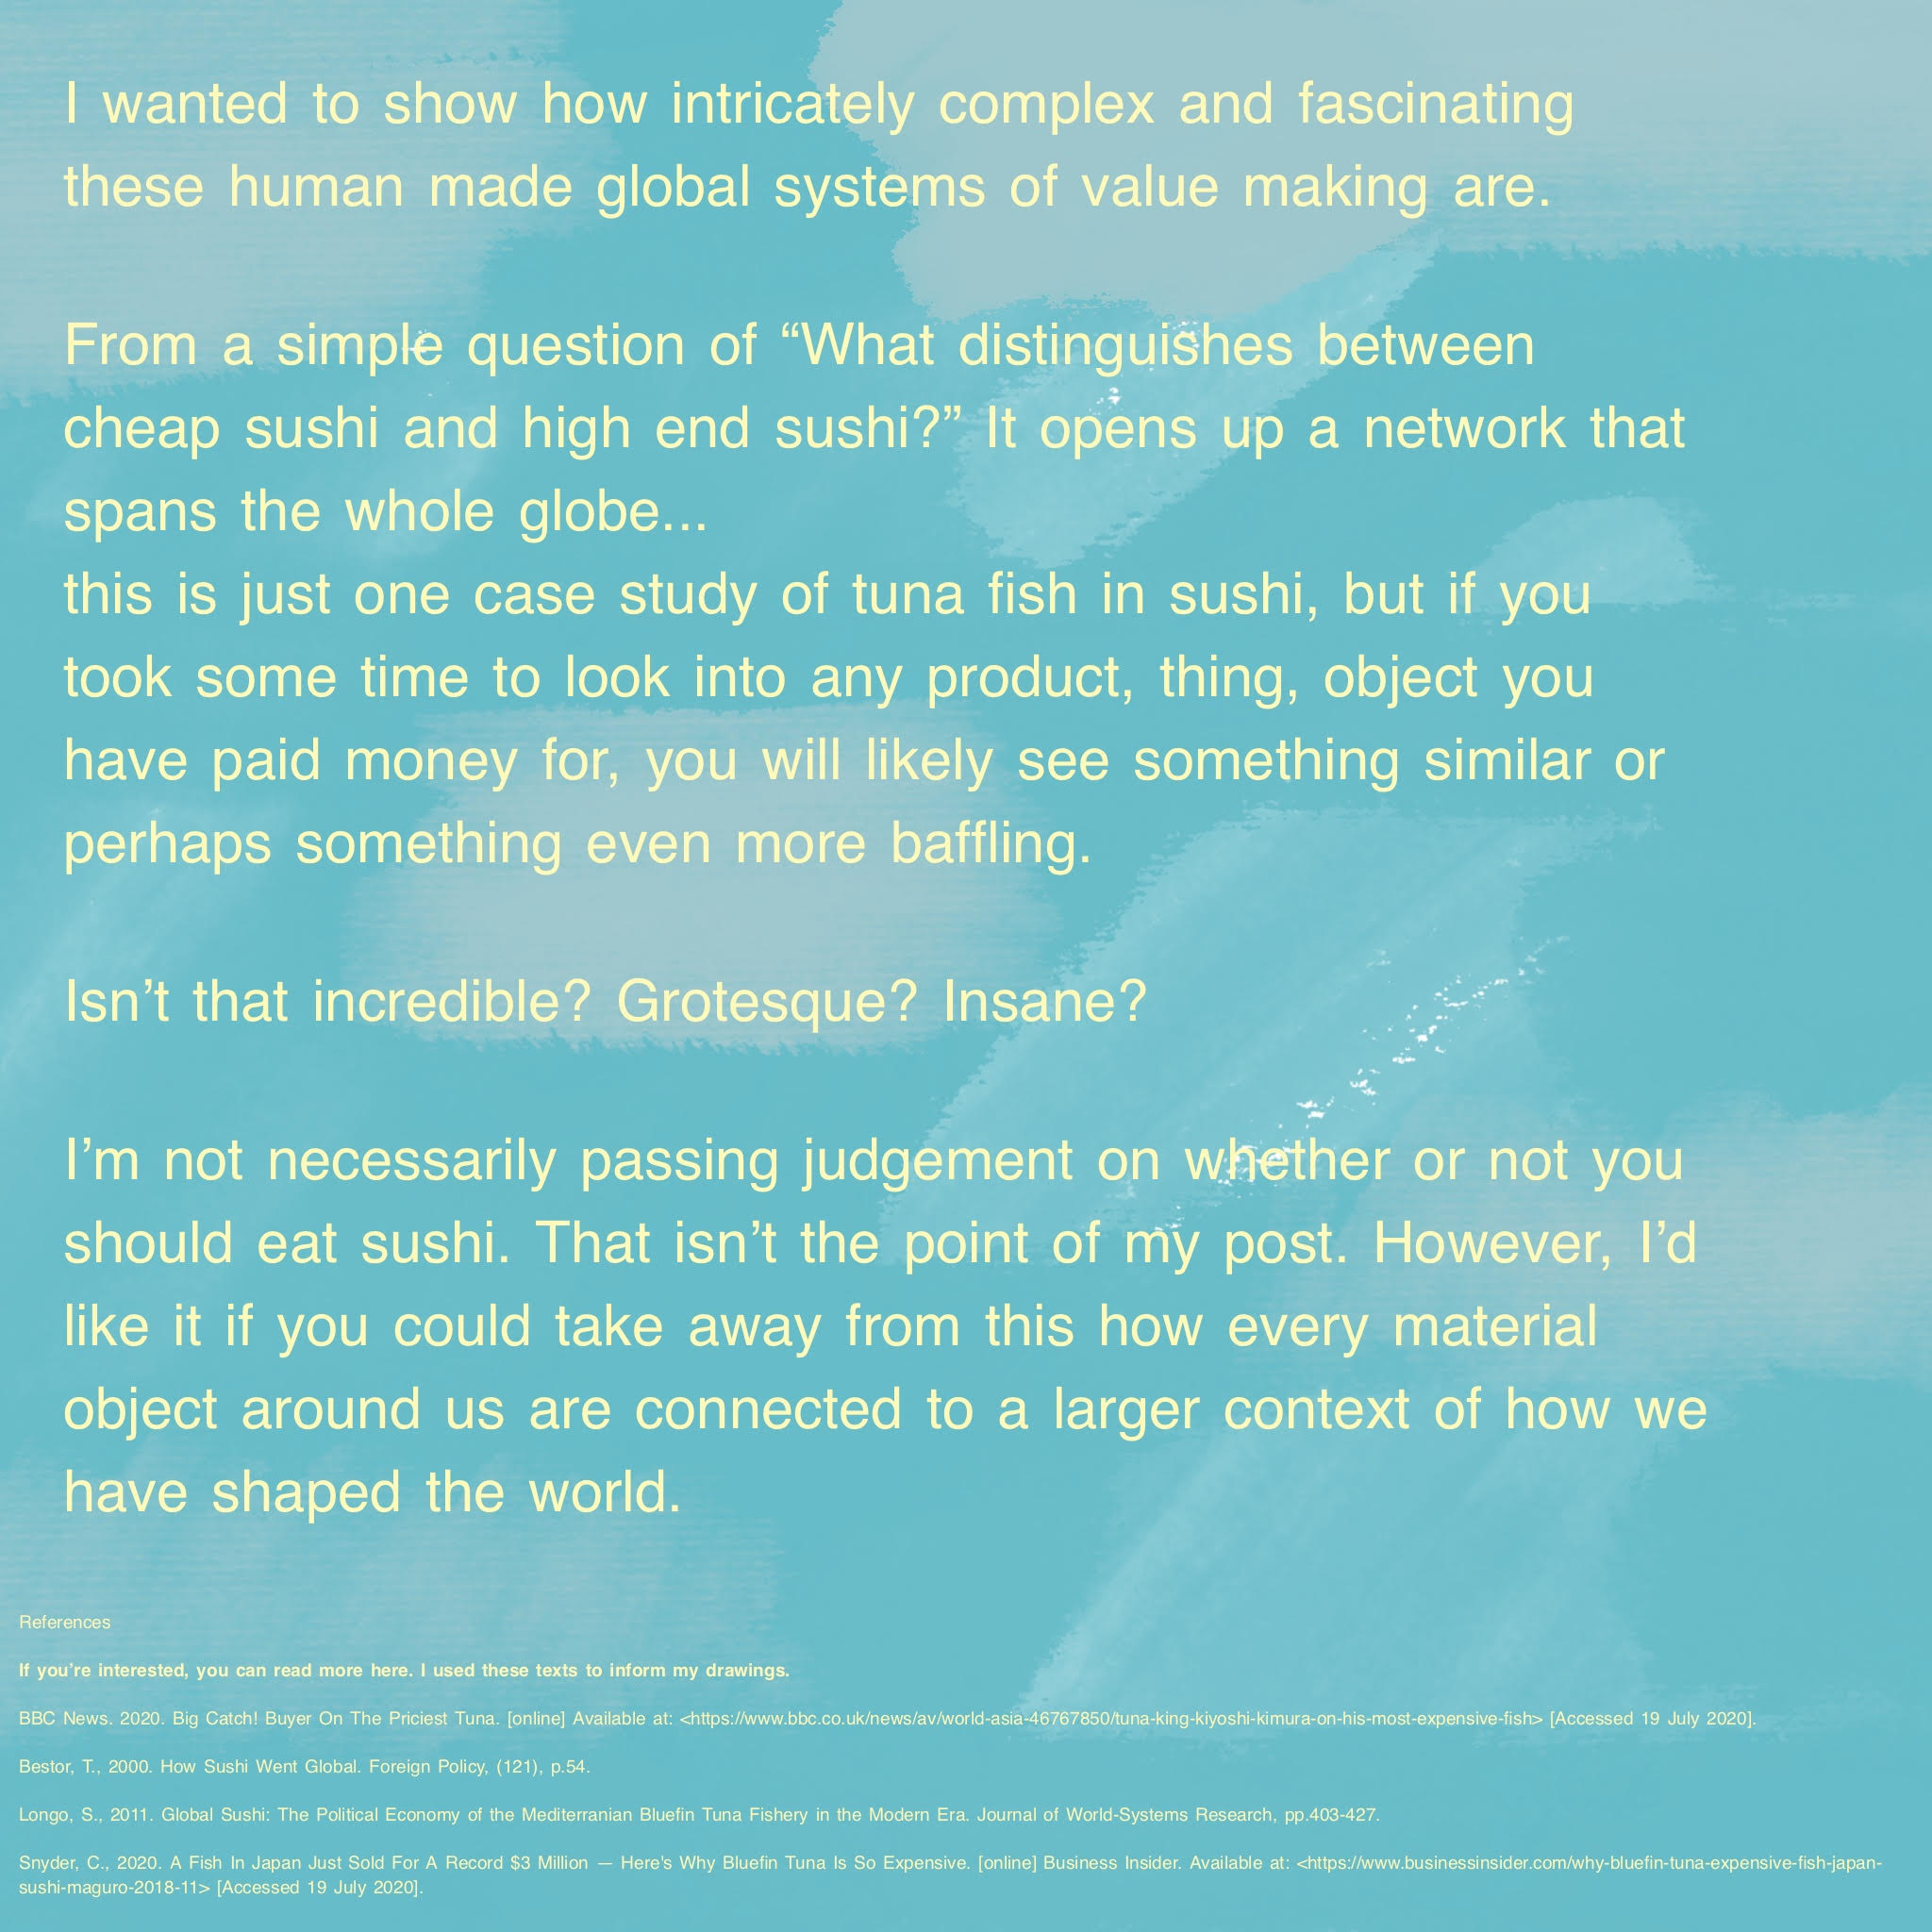 I wanted to show how intricately complex and fascinating
these human made global systems of value making are.
From a simple question of “What distinguishes between
cheap sushi and high end sushi?” It opens up a network that
spans the whole globe...
this is just one case study of tuna fish in sushi, but if you
took some time to look into any product, thing, object you
have paid money for, you will likely see something similar or
perhaps something even more baffling.
Isn’t that incredible? Grotesque? Insane?
I’m not necessarily passing judgement on whether or not you
should eat sushi. That isn’t the point of my post. However, I’d
like it if you could take away from this how every material
object around us are connected to a larger context of how we
have shaped the world.
References
If you’re interested, you can read more here. I used these texts to inform my drawings.
BBC News. 2020. Big Catch! Buyer On The Priciest Tuna. [online] Available at: <https://www.bbc.co.uk/news/av/world-asia-46767850/tuna-king-kiyoshi-kimura-on-his-most-expensive-fish> [Accessed 19 July 2020].
Bestor, T., 2000. How Sushi Went Global. Foreign Policy, (121), p.54.
Longo, S., 2011. Global Sushi: The Political Economy of the Mediterranian Bluefin Tuna Fishery in the Modern Era. Journal of World-Systems Research, pp.403-427.
Snyder, C., 2020. A Fish In Japan Just Sold For A Record $3 Million — Here's Why Bluefin Tuna Is So Expensive. [online] Business Insider. Available at: <https://www.businessinsider.com/why-bluefin-tuna-expensive-fish-japan-
sushi-maguro-2018-11> [Accessed 19 July 2020].